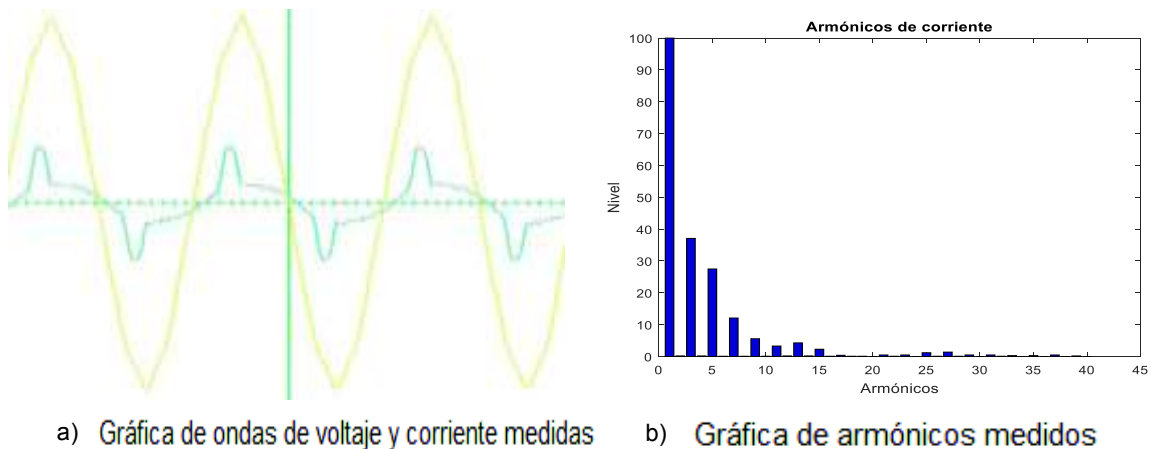 Armónicos de corriente
100
90
80
70
60
50
40
30
20
10
0
Nivel
0 5 10 15 20 25 30 35 40 45
Armónicos
a) Gráfica de ondas de voltaje y corriente medidas
b) Gráfica de armónicos medidos